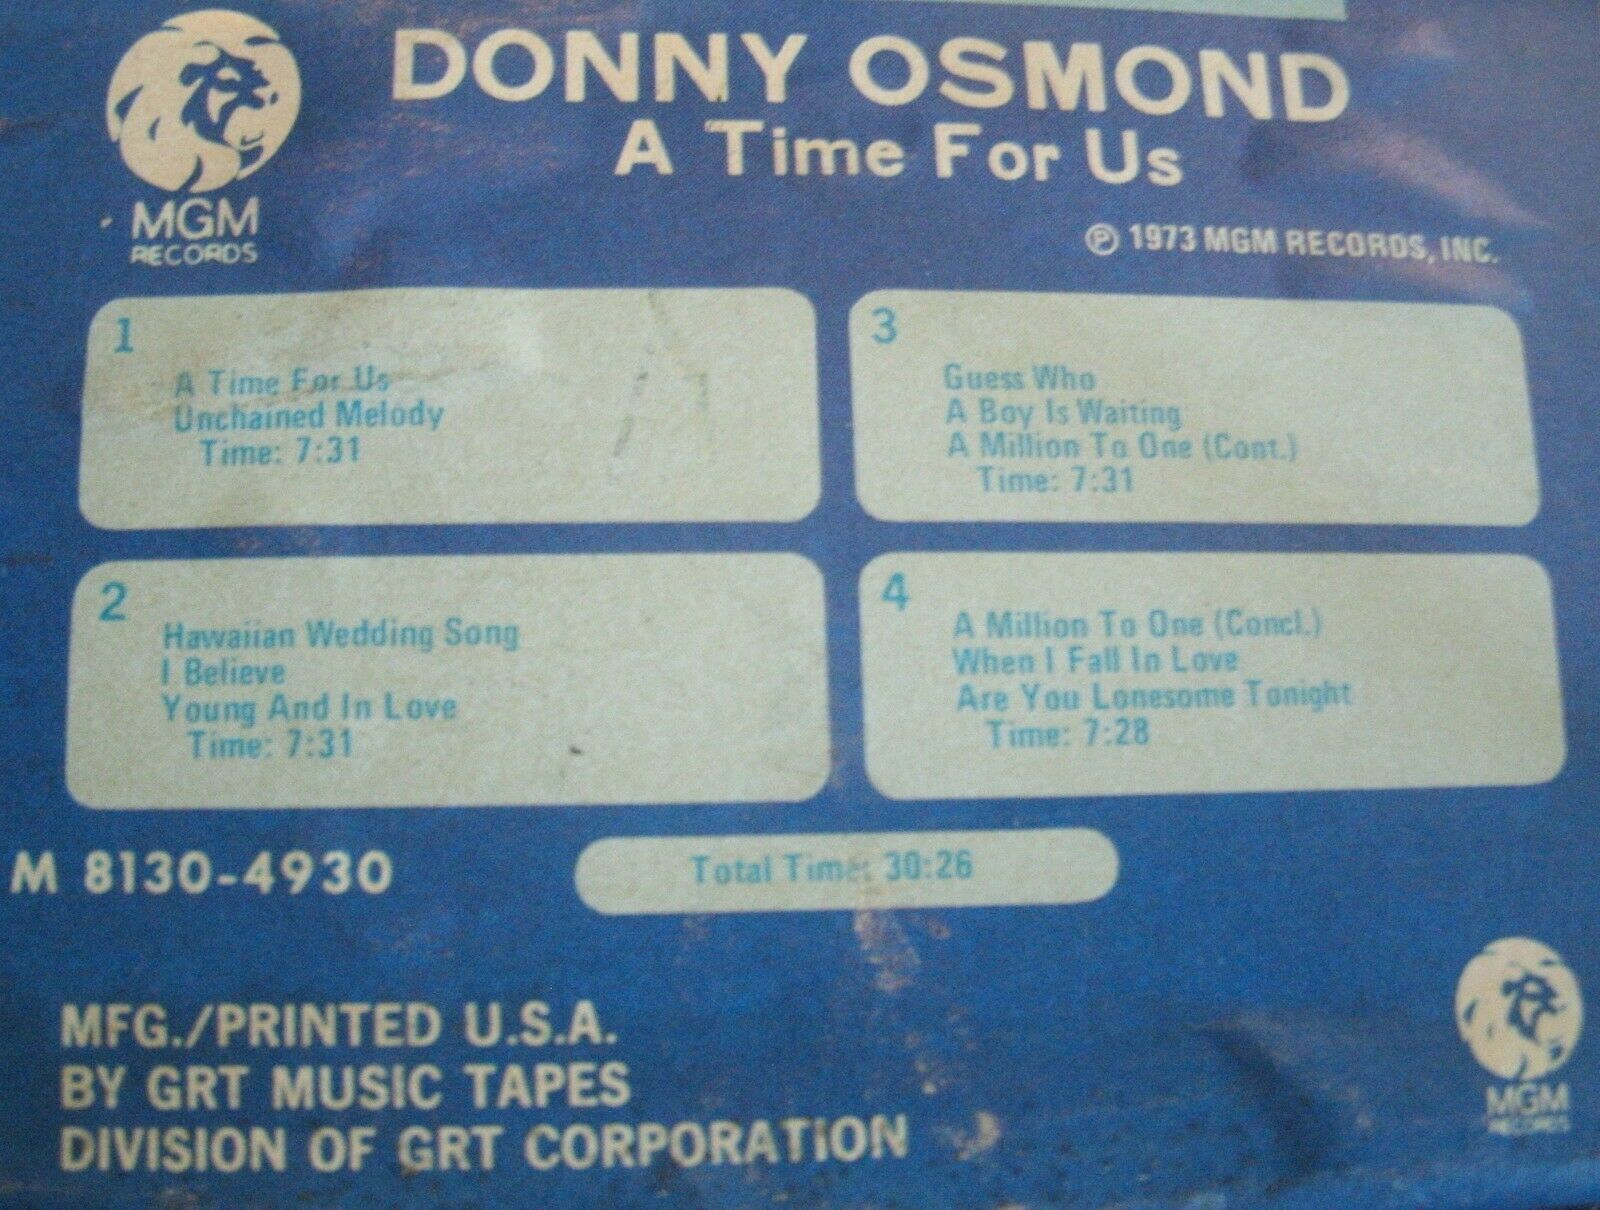 MGM
RECORDS
DONNY OSMOND
A Time For Us
℗ 1973 MGM RECORDS, INC.
1
A Time For Us
Unchained Melody
Time: 7:31
2
Hawaiian Wedding Song
I Believe
Young And In Love
Time: 7:31
3
Guess Who
A Boy Is Waiting
A Million To One (Cont.)
Time: 7:31
4
A Million To One (Concl.)
When I Fall In Love
Are You Lonesome Tonight
Time: 7:28
M 8130-4930
Total Time: 30:26
MFG./PRINTED U.S.A.
BY GRT MUSIC TAPES
DIVISION OF GRT CORPORATION
MGM
RECORDS